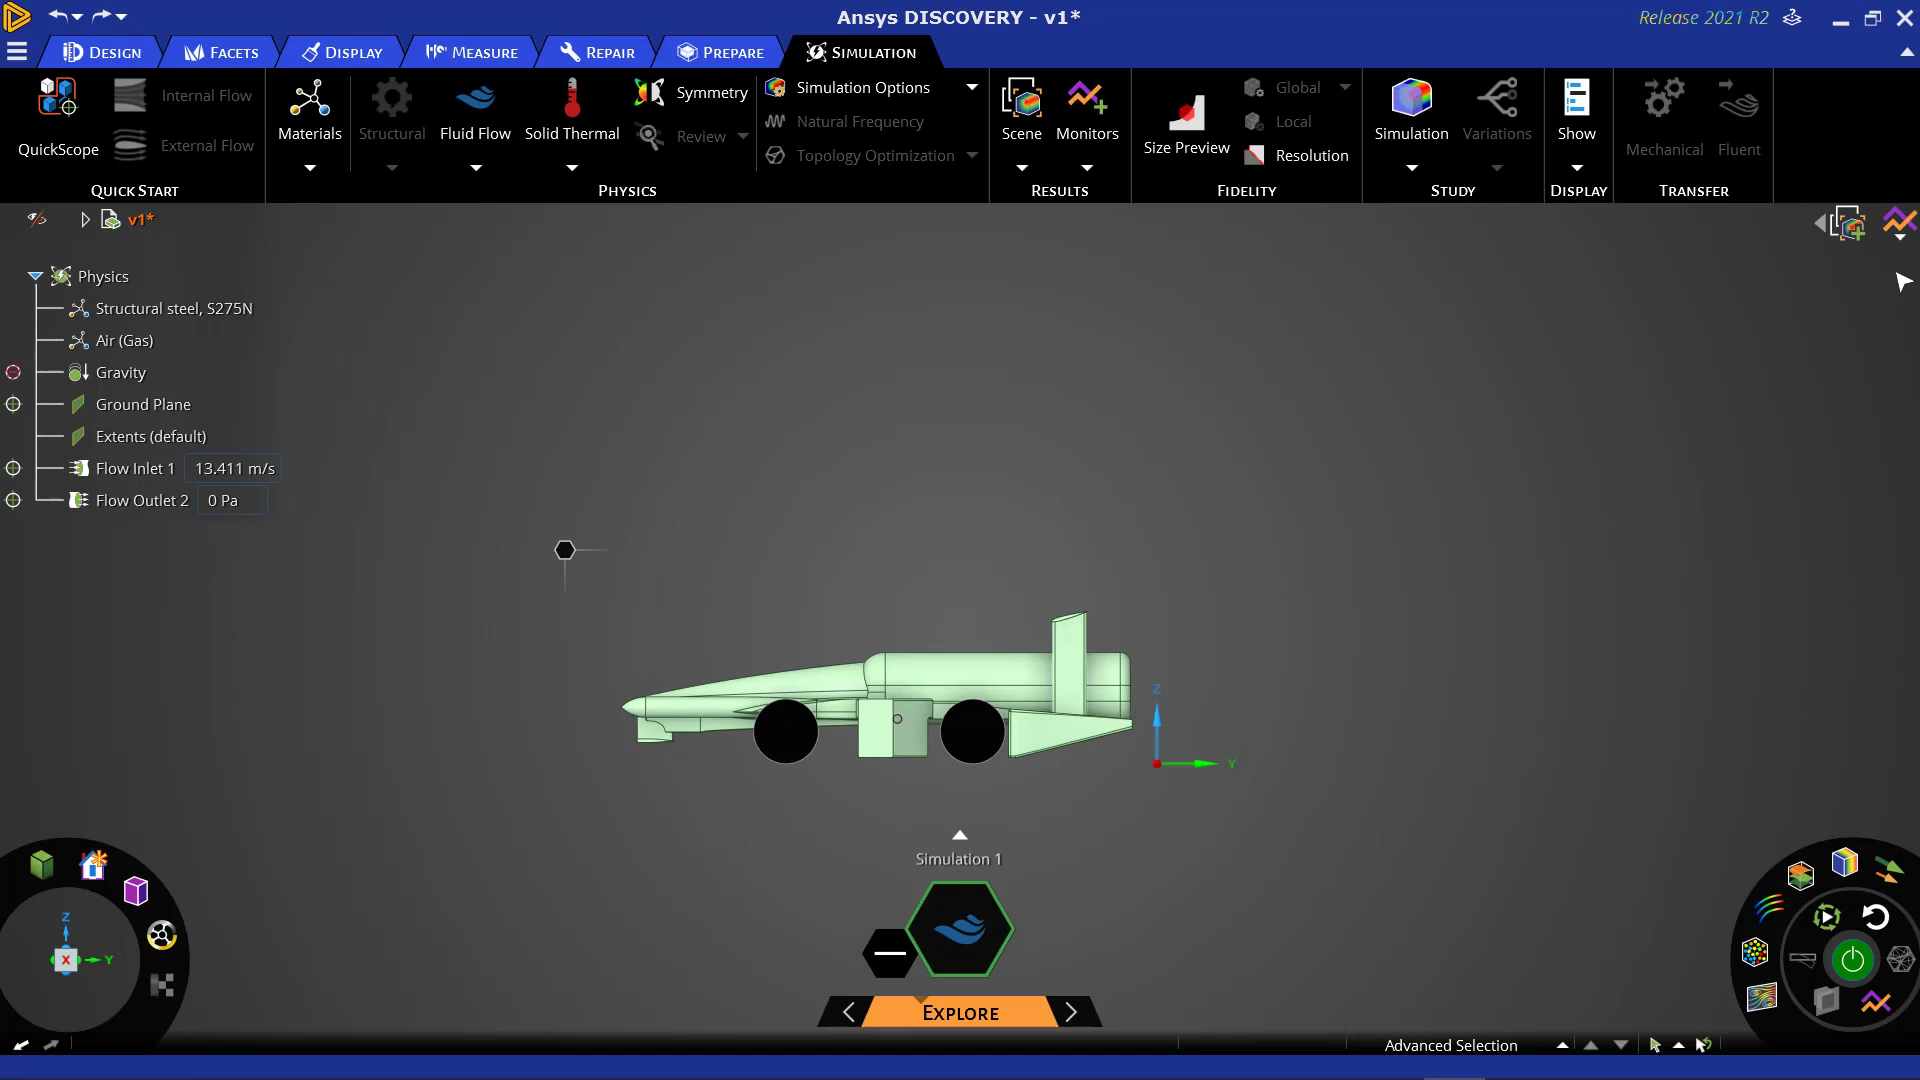 Ansys DISCOVERY - v1*
Release 2021 R2
DESIGN
FACETS
DISPLAY
MEASURE
REPAIR
PREPARE
SIMULATION
QuickScope
Internal Flow
External Flow
QUICK START
Materials
Structural
Fluid Flow
Solid Thermal
Symmetry
Review
Simulation Options
Natural Frequency
Topology Optimization
PHYSICS
Scene
Monitors
RESULTS
Size Preview
Global
Local
Resolution
FIDELITY
Simulation
Variations
STUDY
Show
DISPLAY
Mechanical
Fluent
TRANSFER
v1*
Physics
Structural steel, S275N
Air (Gas)
Gravity
Ground Plane
Extents (default)
Flow Inlet 1 13.411 m/s
Flow Outlet 2 0 Pa
Z
Y
Simulation 1
EXPLORE
Z
X
Y
Advanced Selection